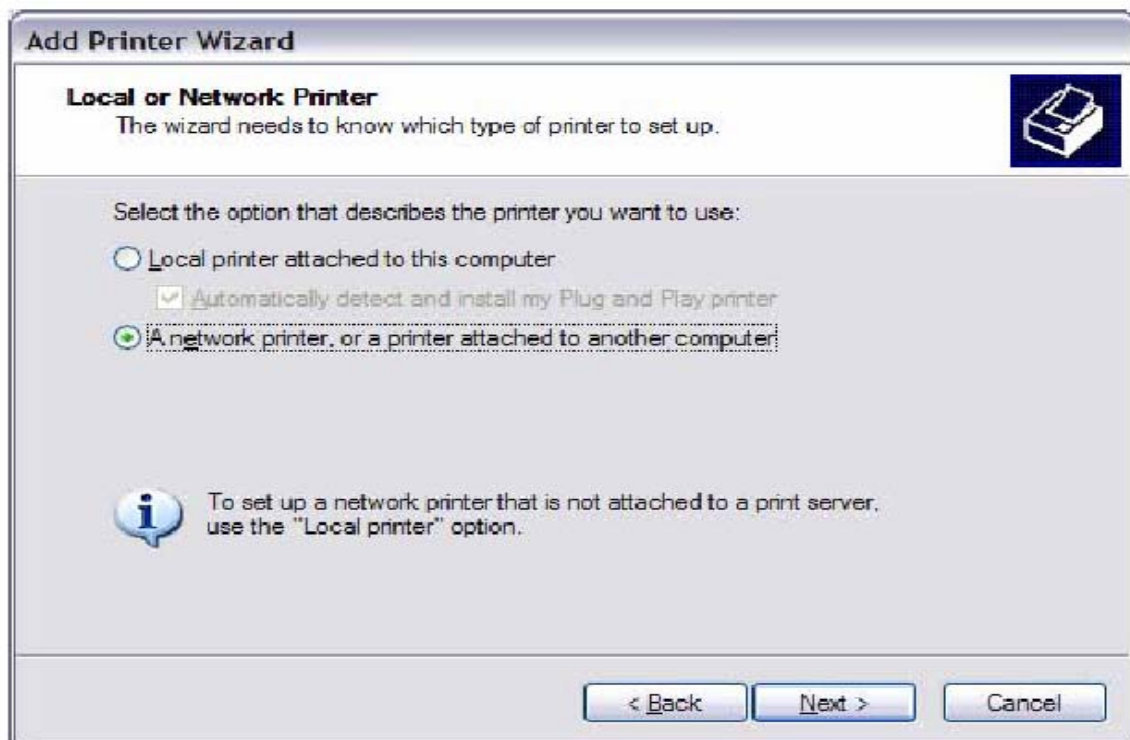 Add Printer Wizard
Local or Network Printer
The wizard needs to know which type of printer to set up.
Select the option that describes the printer you want to use:
Local printer attached to this computer
Automatically detect and install my Plug and Play printer
A network printer, or a printer attached to another computer
To set up a network printer that is not attached to a print server,
use the "Local printer" option.
< Back
Next >
Cancel